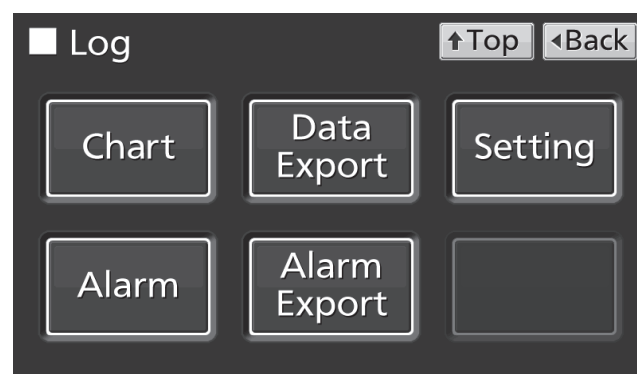 Log
Top
Back
Chart
Data
Export
Setting
Alarm
Alarm
Export